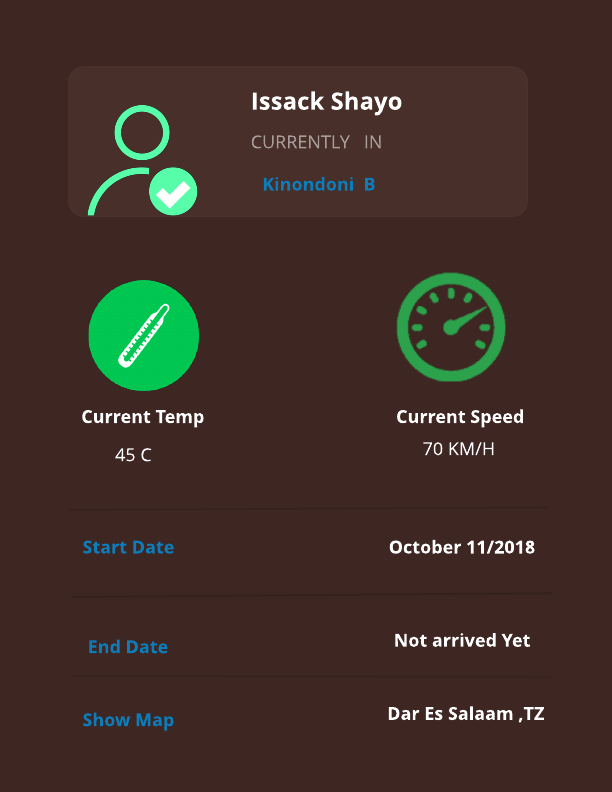 Issack Shayo
CURRENTLY IN
Kinondoni B
Current Temp
45 C
Current Speed
70 KM/H
Start Date
October 11/2018
End Date
Not arrived Yet
Show Map
Dar Es Salaam ,TZ